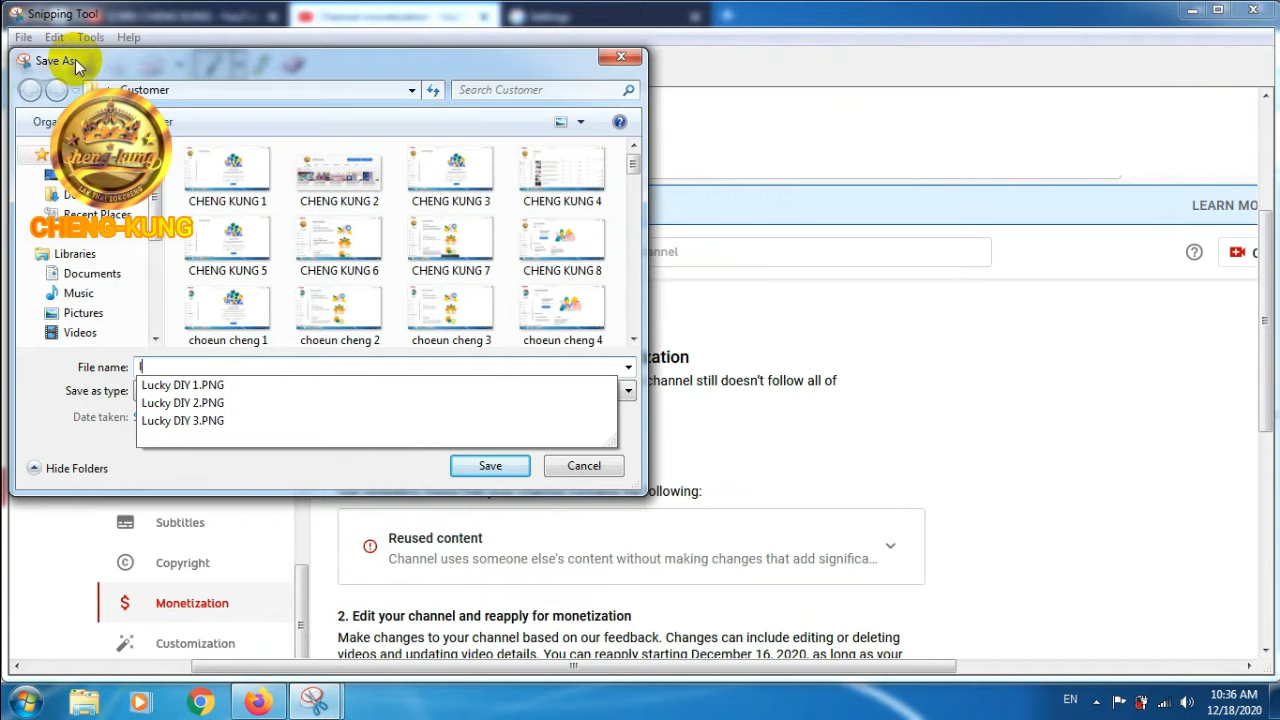 Snipping Tool
File Edit Tools Help
Save As
Customer
Search Customer
cheng-kung
CHENG-KUNG
Recent Places
Libraries
Documents
Music
Pictures
Videos
CHENG KUNG 1
CHENG KUNG 2
CHENG KUNG 3
CHENG KUNG 4
CHENG KUNG 5
CHENG KUNG 6
CHENG KUNG 7
CHENG KUNG 8
choeun cheng 1
choeun cheng 2
choeun cheng 3
choeun cheng 4
File name: l
Save as type:
Lucky DIY 1.PNG
Lucky DIY 2.PNG
Lucky DIY 3.PNG
Date taken:
Hide Folders
Save
Cancel
LEARN MO
channel still doesn't follow all of
following:
Reused content
Channel uses someone else's content without making changes that add significa...
2. Edit your channel and reapply for monetization
Make changes to your channel based on our feedback. Changes can include editing or deleting
videos and updating video details. You can reapply starting December 16, 2020, as long as your
Subtitles
Copyright
Monetization
Customization
EN
10:36 AM
12/18/2020